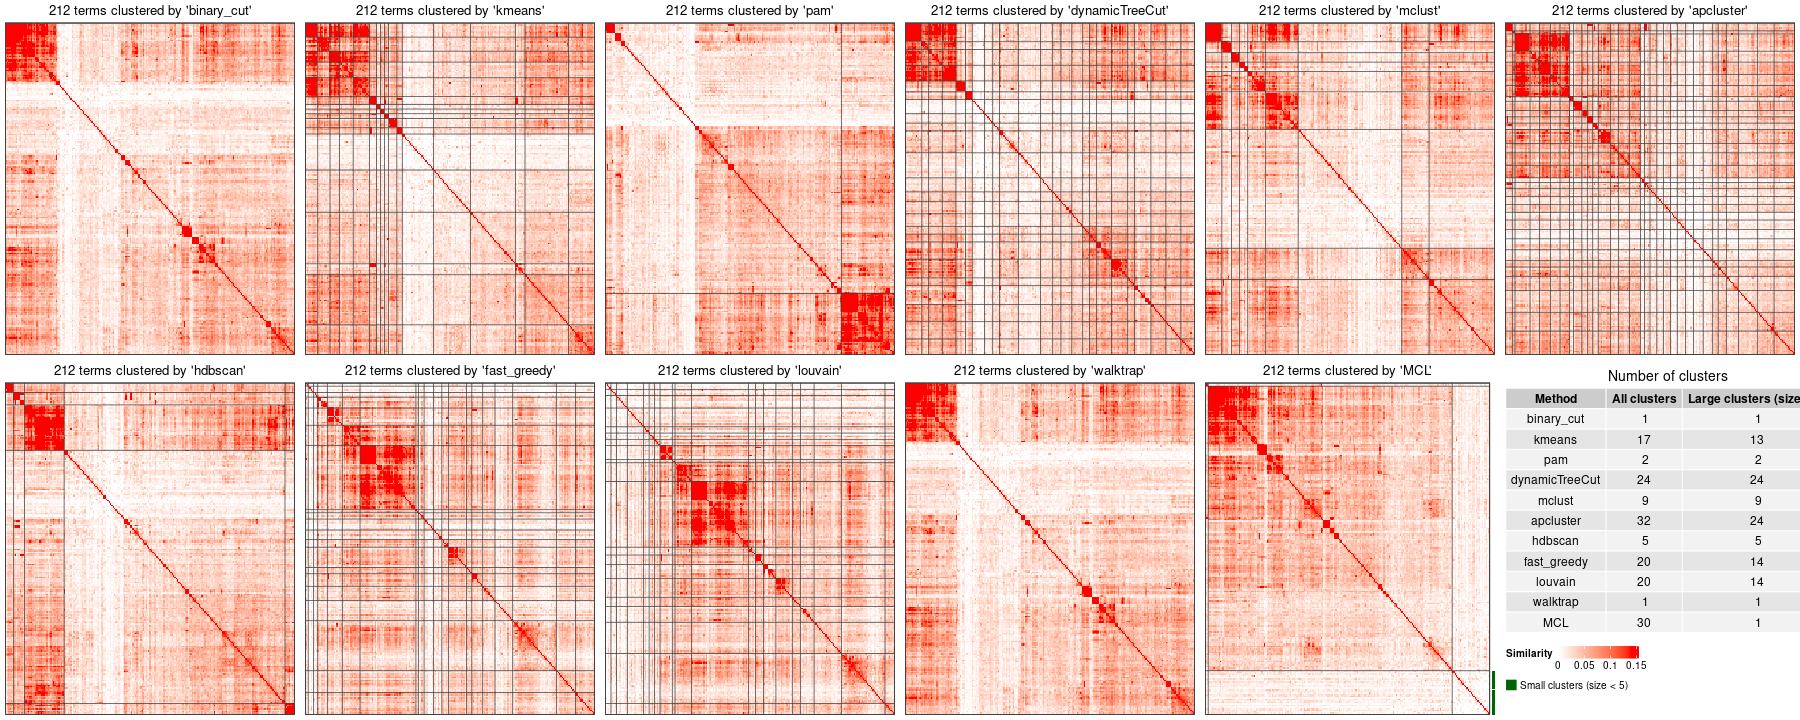 212 terms clustered by 'binary_cut'
212 terms clustered by 'kmeans'
212 terms clustered by 'pam'
212 terms clustered by 'dynamicTreeCut'
212 terms clustered by 'mclust'
212 terms clustered by 'apcluster'
212 terms clustered by 'hdbscan'
212 terms clustered by 'fast_greedy'
212 terms clustered by 'louvain'
212 terms clustered by 'walktrap'
212 terms clustered by 'MCL'
Number of clusters
Method All clusters Large clusters (size
binary_cut 1 1
kmeans 17 13
pam 2 2
dynamicTreeCut 24 24
mclust 9 9
apcluster 32 24
hdbscan 5 5
fast_greedy 20 14
louvain 20 14
walktrap 1 1
MCL 30 1
Similarity
0 0.05 0.1 0.15
Small clusters (size < 5)